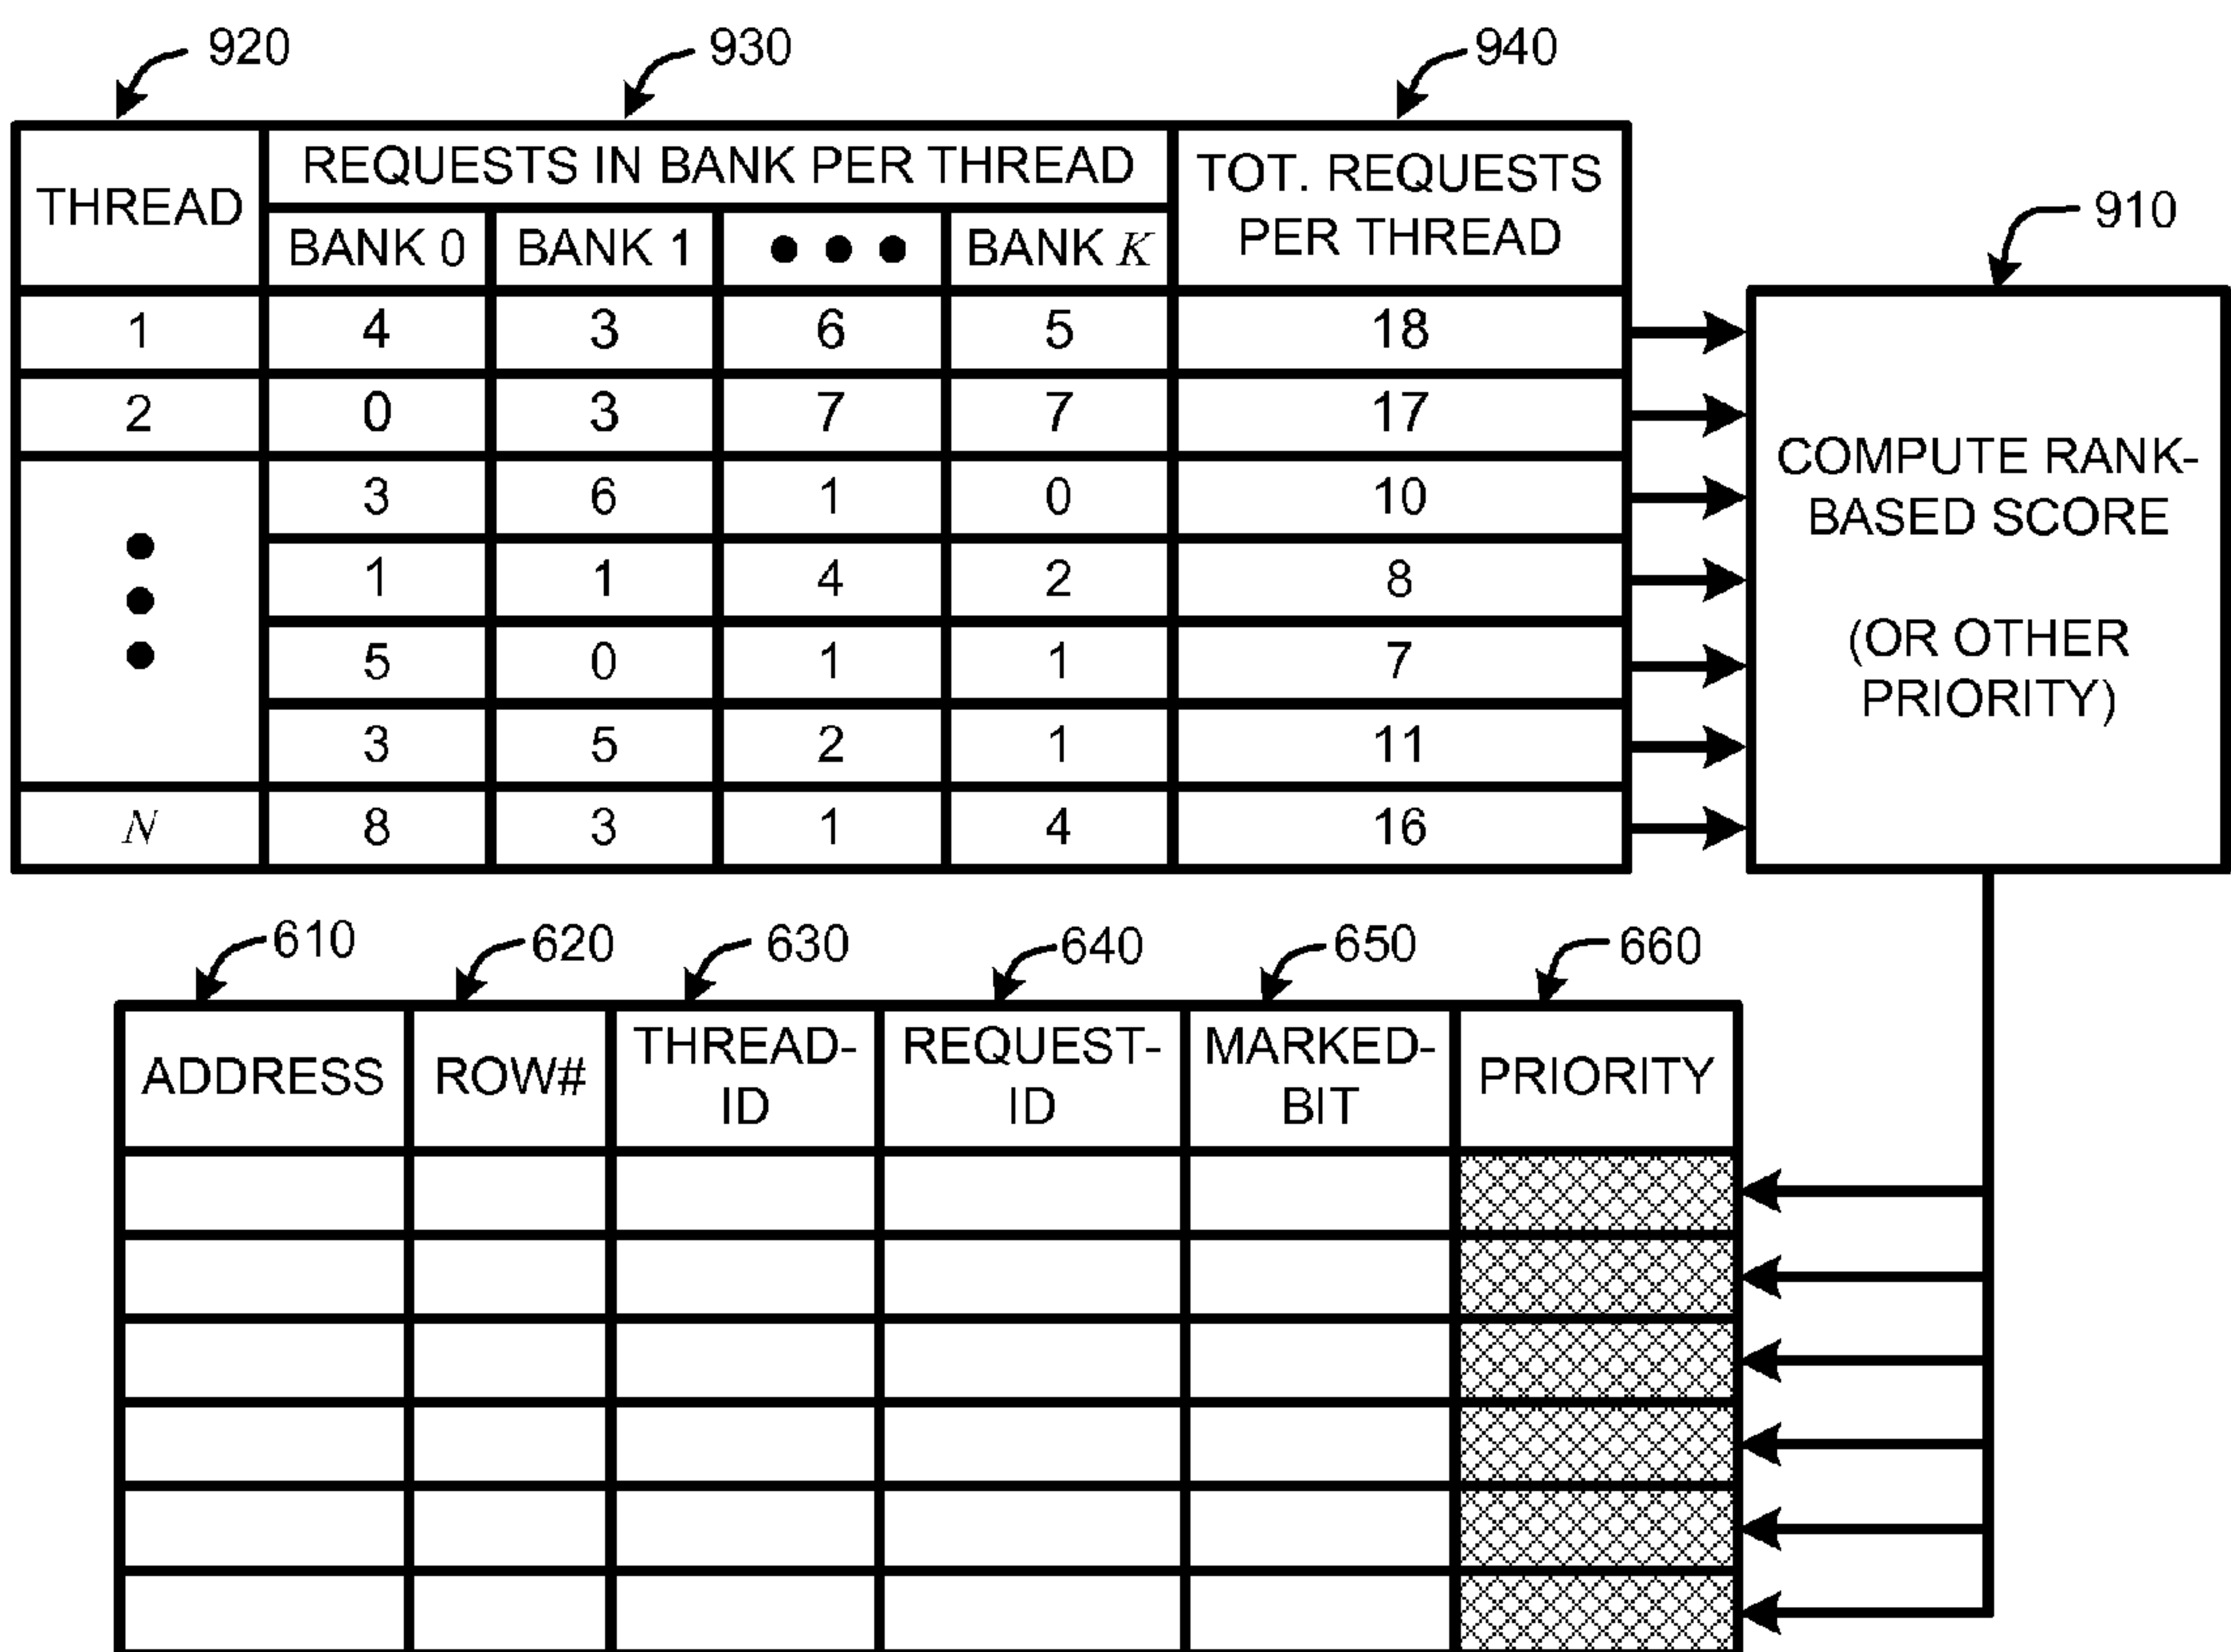 920 930 940
THREAD REQUESTS IN BANK PER THREAD TOT. REQUESTS
PER THREAD
BANK 0 BANK 1 ● ● ● BANK K
910
1 4 3 6 5 18
2 0 3 7 7 17
3 6 1 0 10
1 1 4 2 8
5 0 1 1 7
3 5 2 1 11
N 8 3 1 4 16
COMPUTE RANK-
BASED SCORE
(OR OTHER
PRIORITY)
610 620 630 640 650 660
ADDRESS ROW# THREAD-
ID
REQUEST-
ID
MARKED-
BIT
PRIORITY